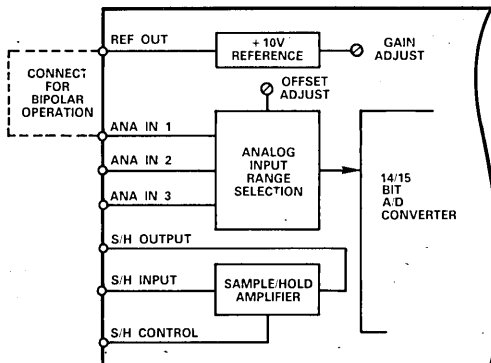 REF OUT
+10V
REFERENCE
GAIN
ADJUST
CONNECT
FOR
BIPOLAR
OPERATION
OFFSET
ADJUST
ANA IN 1
ANA IN 2
ANA IN 3
ANALOG
INPUT
RANGE
SELECTION
14/15
BIT
A/D
CONVERTER
S/H OUTPUT
S/H INPUT
SAMPLE/HOLD
AMPLIFIER
S/H CONTROL